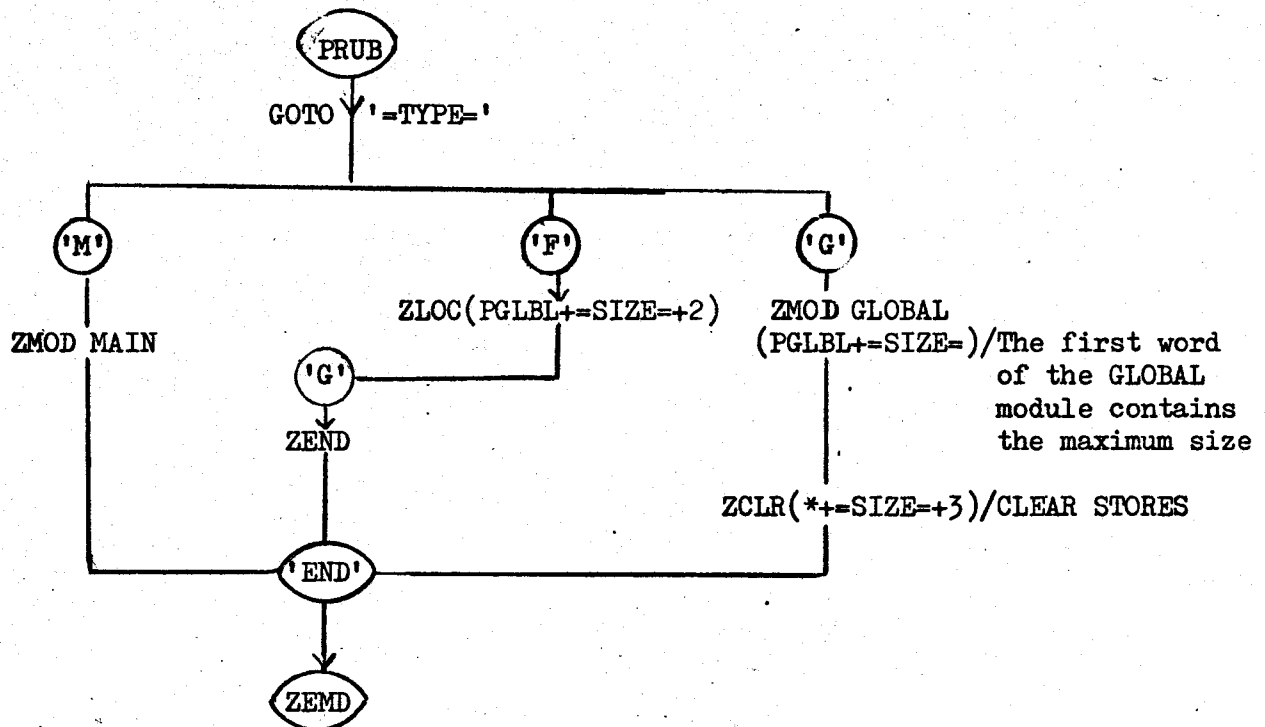 PRUB
GOTO '=TYPE='
'M' 'F' 'G'
ZLOC(PGLBL+=SIZE=+2) ZMOD GLOBAL
ZMOD MAIN (PGLBL+=SIZE=)/The first word
of the GLOBAL
'G'
module contains
ZEND the maximum size
ZCLR(*+=SIZE=+3)/CLEAR STORES
'END'
ZEMD